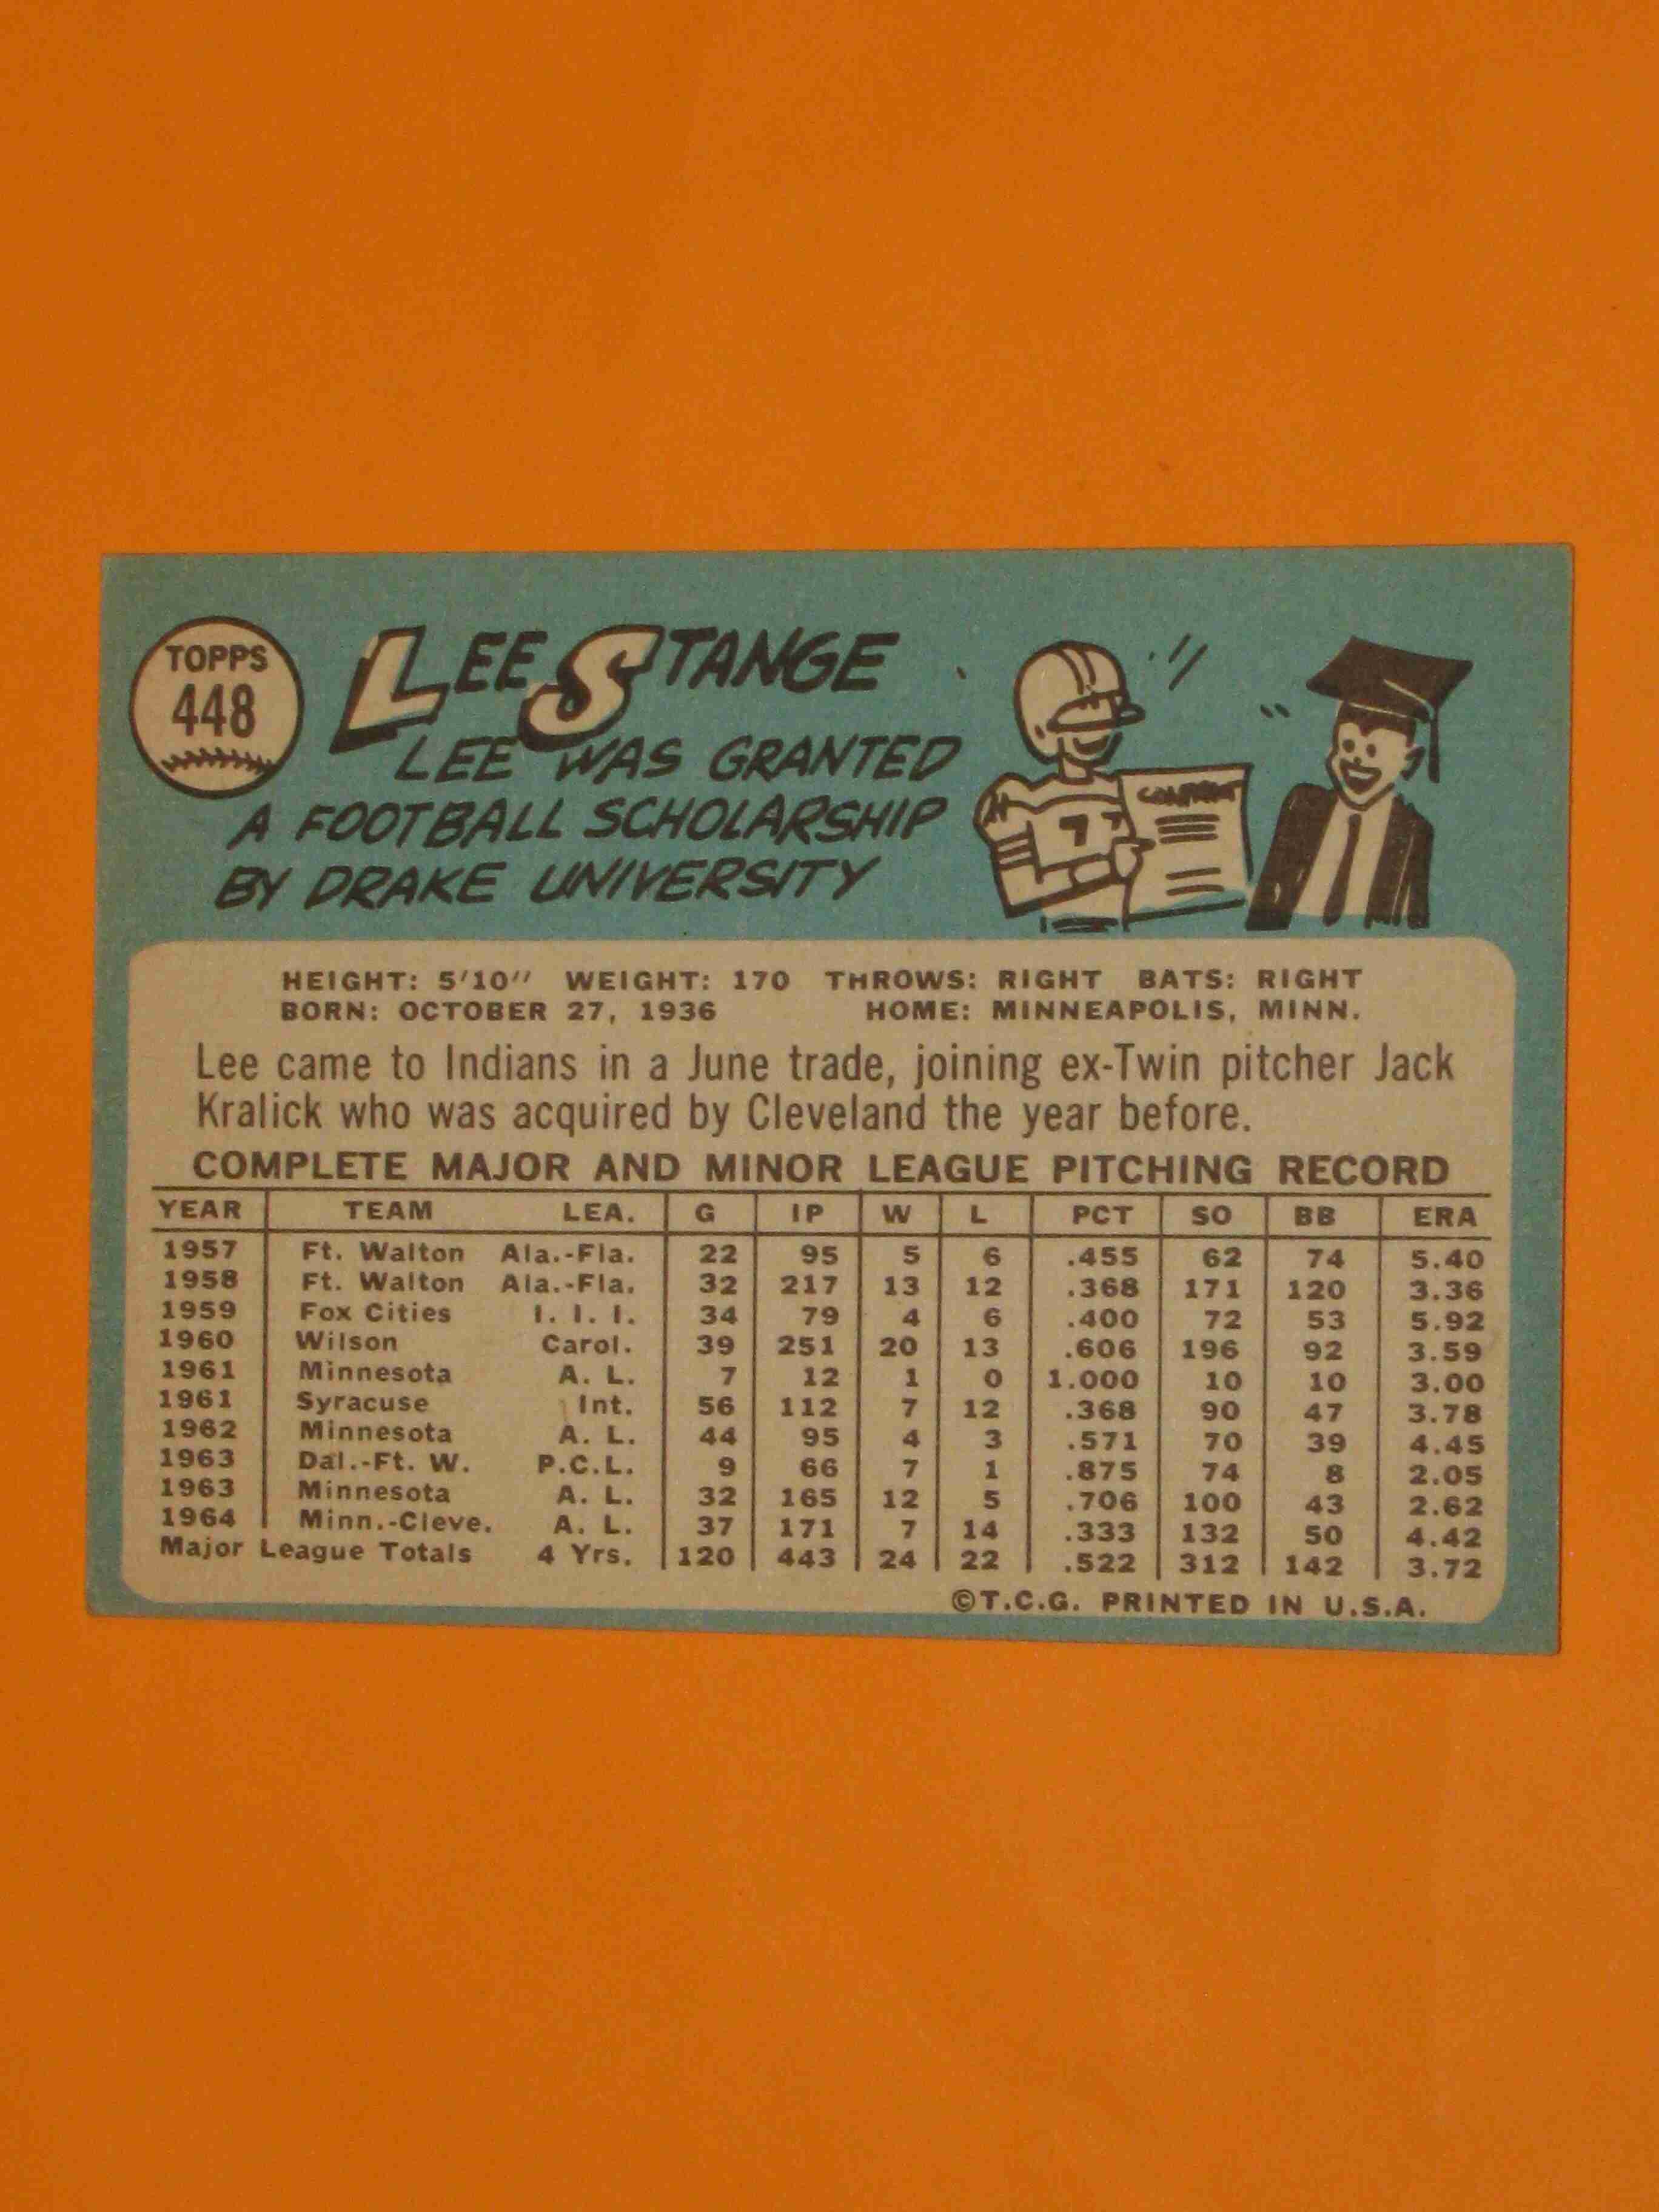 TOPPS
448
LEE STANGE
LEE WAS GRANTED
A FOOTBALL SCHOLARSHIP
BY DRAKE UNIVERSITY
77
CONTRACT
HEIGHT: 5'10" WEIGHT: 170 THROWS: RIGHT BATS: RIGHT
BORN: OCTOBER 27, 1936 HOME: MINNEAPOLIS, MINN.
Lee came to Indians in a June trade, joining ex-Twin pitcher Jack
Kralick who was acquired by Cleveland the year before.
COMPLETE MAJOR AND MINOR LEAGUE PITCHING RECORD
YEAR TEAM LEA. G IP W L PCT SO BB ERA
1957 Ft. Walton Ala.-Fla. 22 95 5 6 .455 62 74 5.40
1958 Ft. Walton Ala.-Fla. 32 217 13 12 .368 171 120 3.36
1959 Fox Cities I. I. I. 34 79 4 6 .400 72 53 5.92
1960 Wilson Carol. 39 251 20 13 .606 196 92 3.59
1961 Minnesota A. L. 7 12 1 0 1.000 10 10 3.00
1961 Syracuse Int. 56 112 7 12 .368 90 47 3.78
1962 Minnesota A. L. 44 95 4 3 .571 70 39 4.45
1963 Dal.-Ft. W. P.C.L. 9 66 7 1 .875 74 8 2.05
1963 Minnesota A. L. 32 165 12 5 .706 100 43 2.62
1964 Minn.-Cleve. A. L. 37 171 7 14 .333 132 50 4.42
Major League Totals 4 Yrs. 120 443 24 22 .522 312 142 3.72
©T.C.G. PRINTED IN U.S.A.